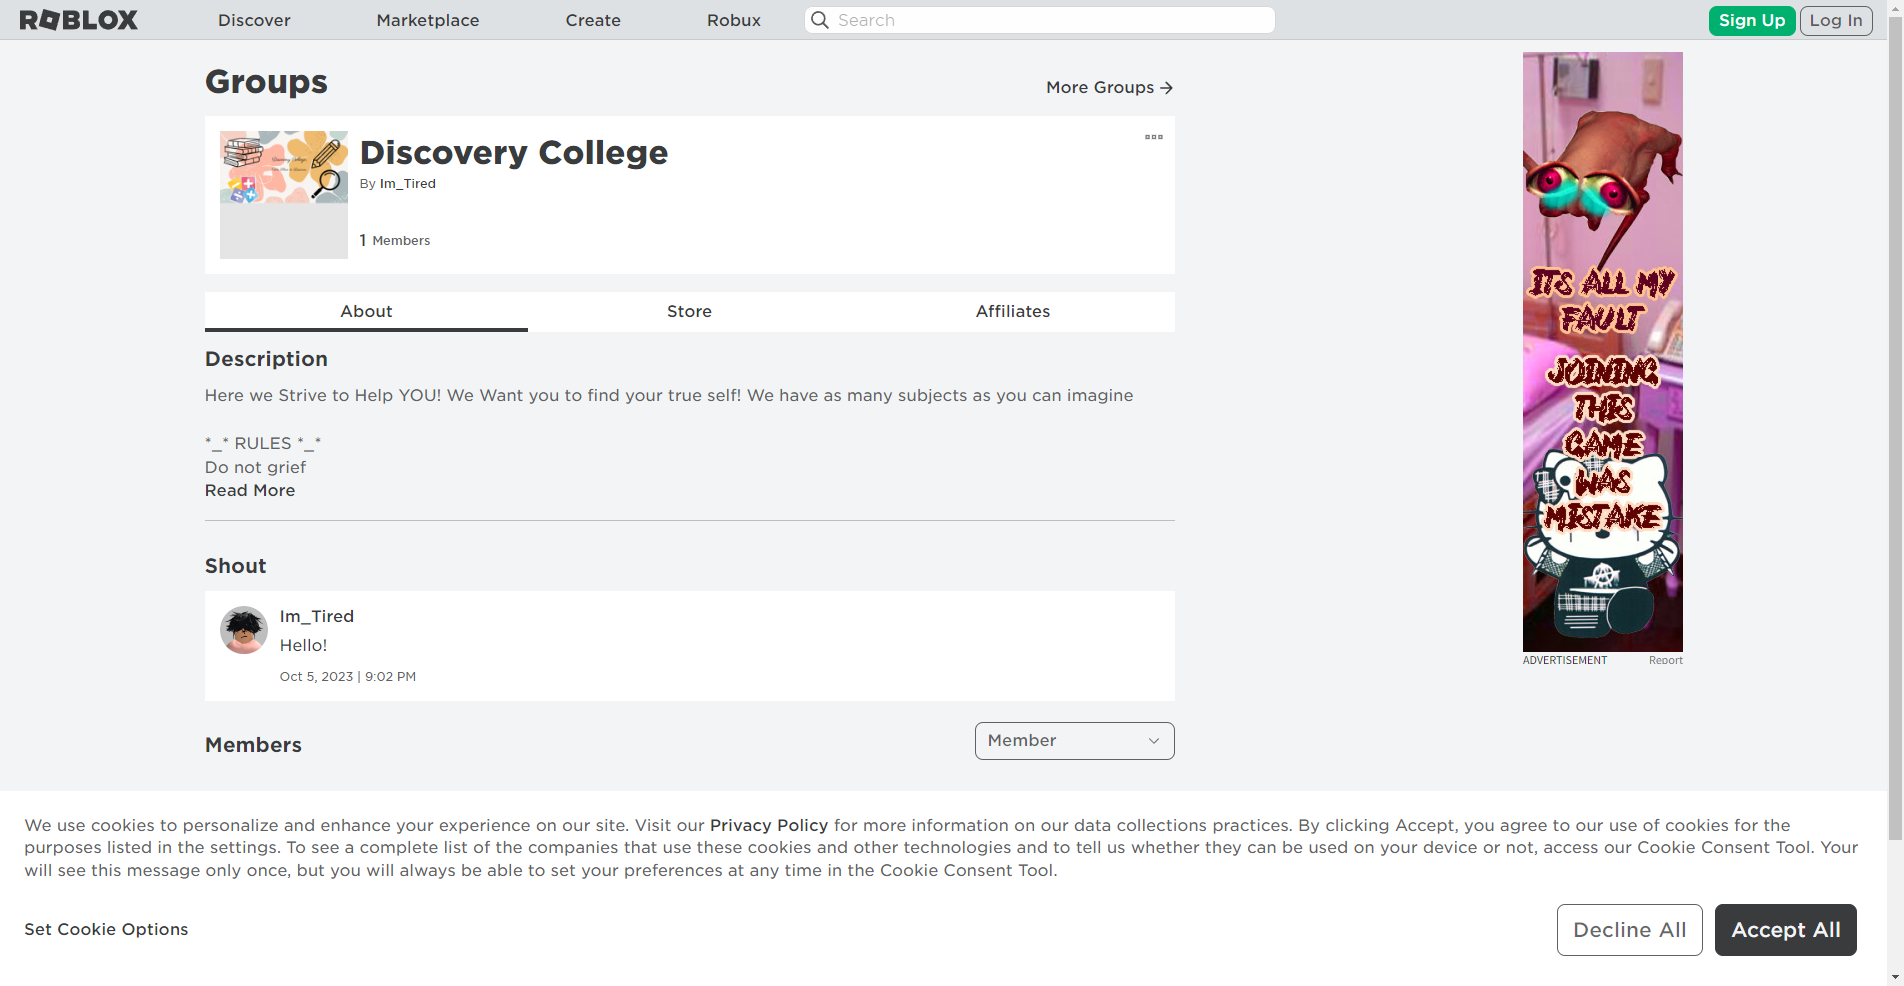 ROBLOX
Discover
Marketplace
Create
Robux
Search
Sign Up
Log In
Groups
More Groups
Discovery College
By Im_Tired
1 Members
About
Store
Affiliates
Description
Here we Strive to Help YOU! We Want you to find your true self! We have as many subjects as you can imagine
*_* RULES *_*
Do not grief
Read More
Shout
Im_Tired
Hello!
Oct 5, 2023 | 9:02 PM
Members
Member
ITS ALL MY
FAULT
JOINING
THIS
GAME
WAS
MISTAKE
ADVERTISEMENT
Report
We use cookies to personalize and enhance your experience on our site. Visit our Privacy Policy for more information on our data collections practices. By clicking Accept, you agree to our use of cookies for the
purposes listed in the settings. To see a complete list of the companies that use these cookies and other technologies and to tell us whether they can be used on your device or not, access our Cookie Consent Tool. Your
will see this message only once, but you will always be able to set your preferences at any time in the Cookie Consent Tool.
Set Cookie Options
Decline All
Accept All